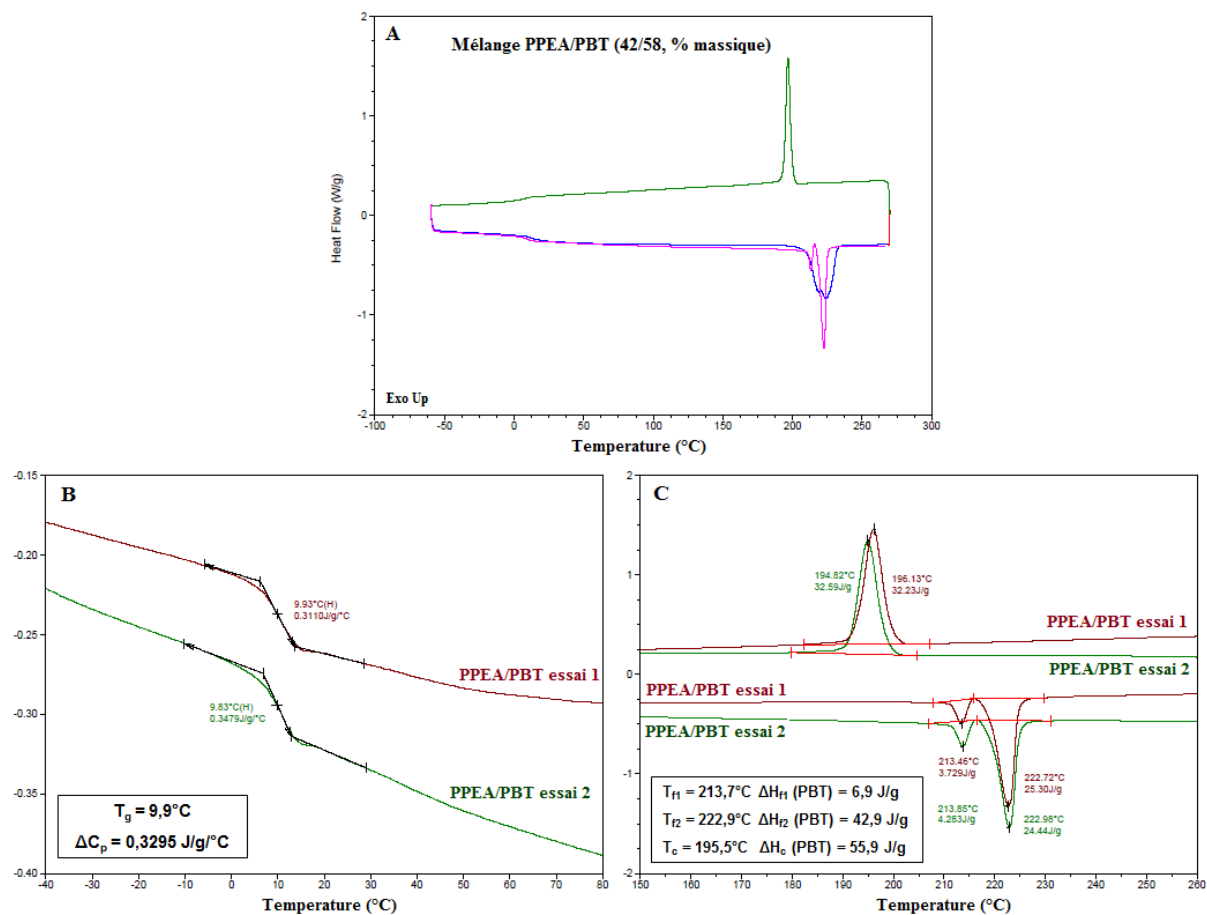 A
Mélange PPEA/PBT (42/58, % massique)
2
1
0
-1
-2
Heat Flow (W/g)
Exo Up
-100 -50 0 50 100 150 200 250 300
Temperature (°C)
B
-0.15
-0.20
-0.25
-0.30
-0.35
-0.40
9.93°C(H)
0.3110J/g/°C
PPEA/PBT essai 1
9.83°C(H)
0.3479J/g/°C
PPEA/PBT essai 2
Tg = 9,9°C
ΔCp = 0,3295 J/g/°C
-40 -20 0 20 40 60 80
Temperature (°C)
C
2
1
0
-1
-2
194.82°C
32.59J/g
196.13°C
32.23J/g
PPEA/PBT essai 1
PPEA/PBT essai 2
PPEA/PBT essai 1
PPEA/PBT essai 2
213.46°C
3.729J/g
222.72°C
25.30J/g
213.85°C
4.283J/g
222.98°C
24.44J/g
Tf1 = 213,7°C ΔHf1 (PBT) = 6,9 J/g
Tf2 = 222,9°C ΔHf2 (PBT) = 42,9 J/g
Tc = 195,5°C ΔHc (PBT) = 55,9 J/g
150 160 170 180 190 200 210 220 230 240 250 260
Temperature (°C)